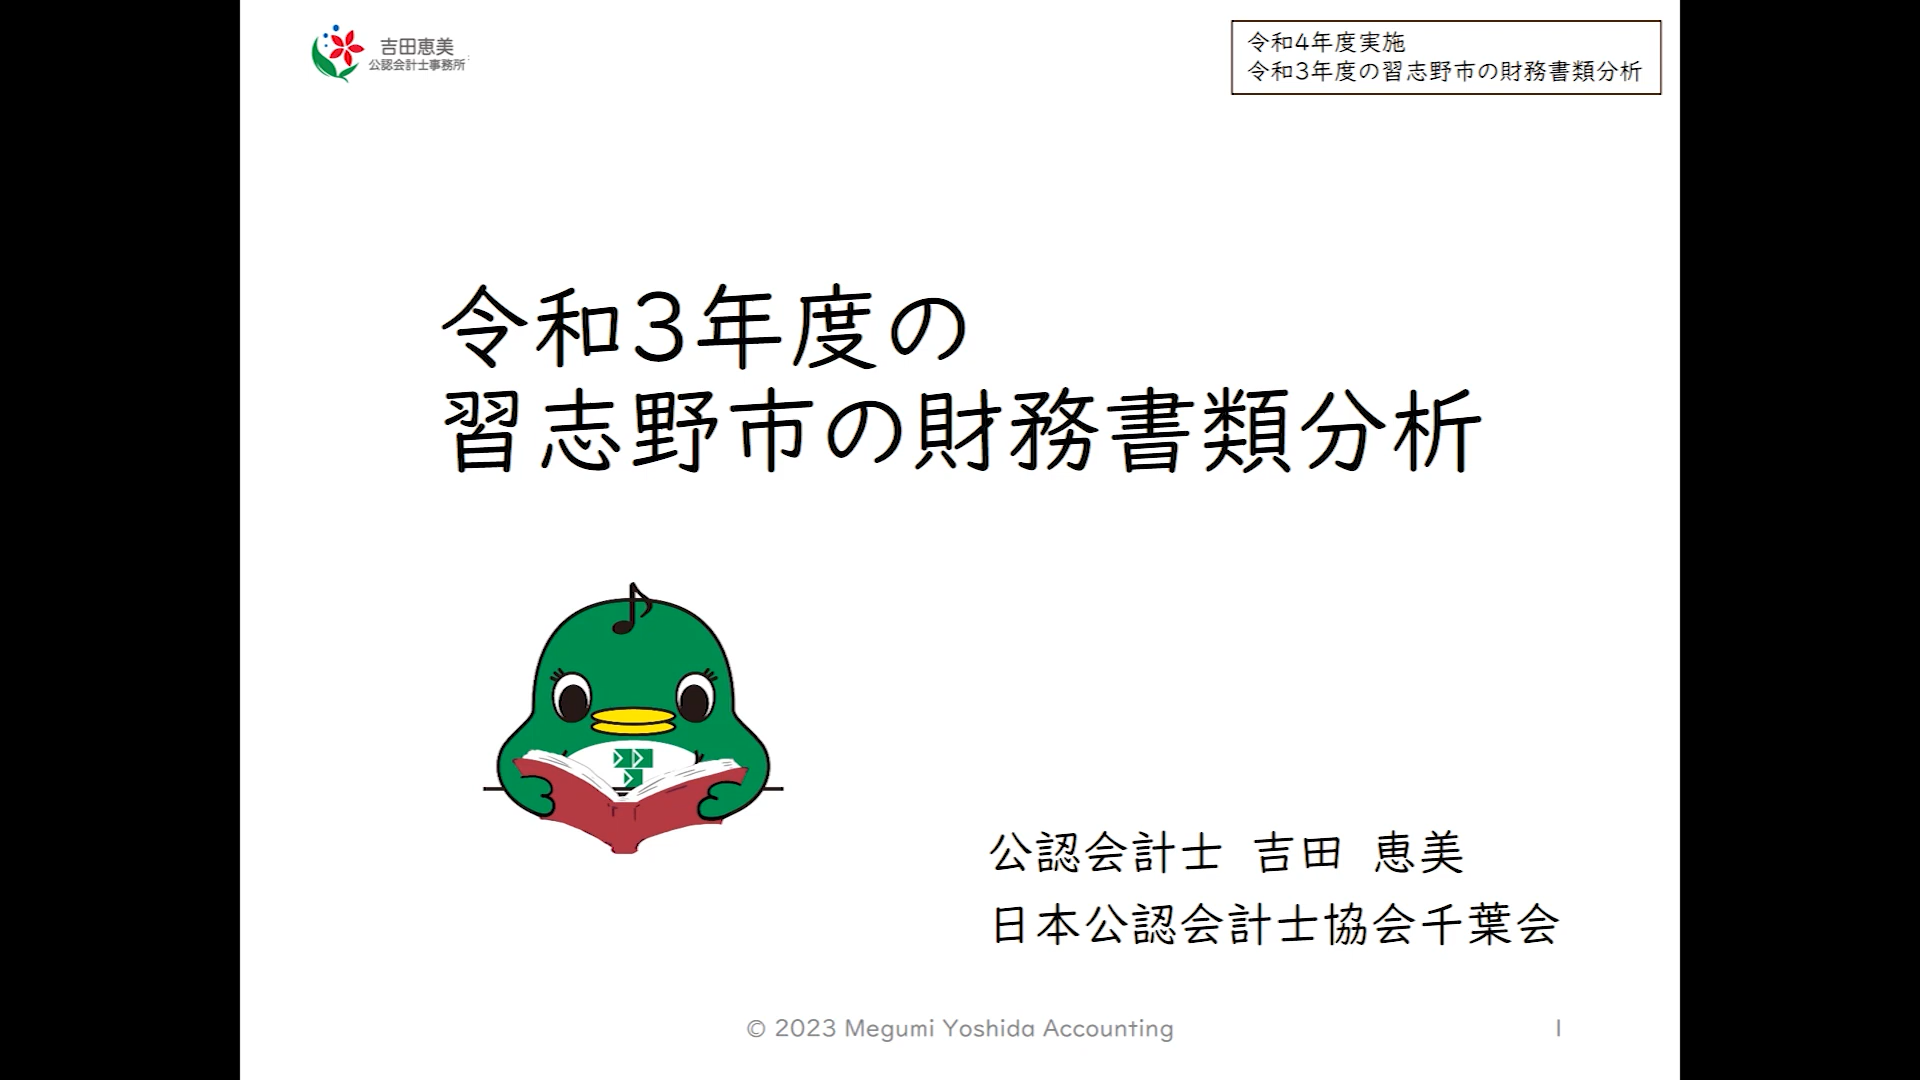 吉田恵美
公認会計士事務所
令和4年度実施
令和3年度の習志野市の財務書類分析
令和3年度の
習志野市の財務書類分析
公認会計士 吉田 恵美
日本公認会計士協会千葉会
© 2023 Megumi Yoshida Accounting
1